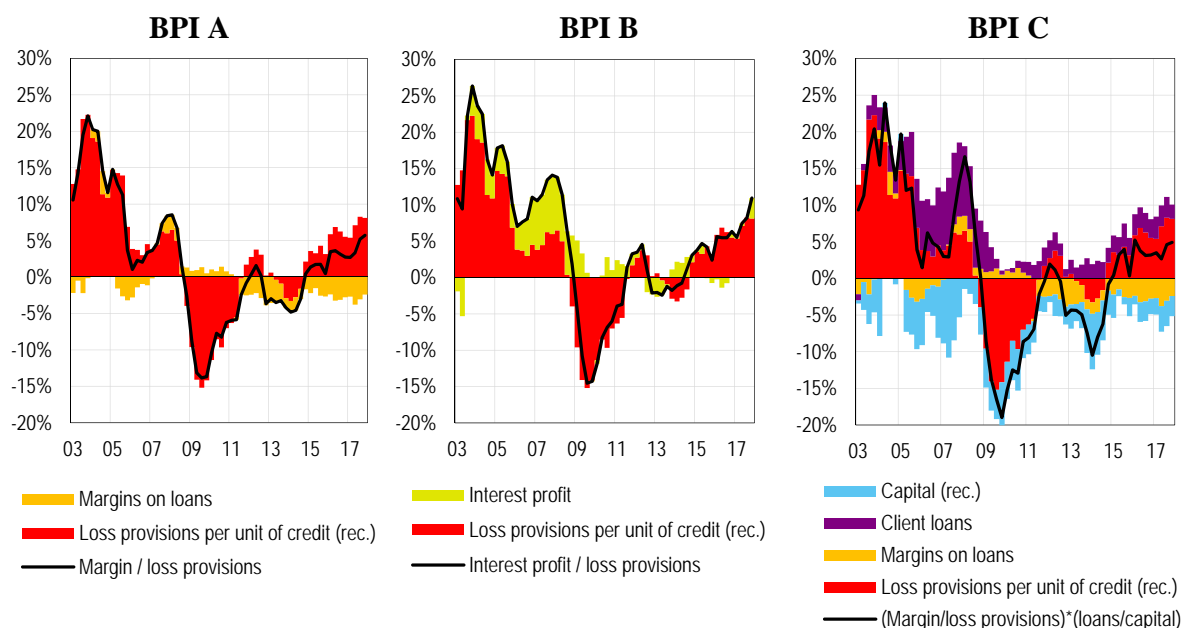 BPI A
30%
25%
20%
15%
10%
5%
0%
-5%
-10%
-15%
-20%
03 05 07 09 11 13 15 17
Margins on loans
Loss provisions per unit of credit (rec.)
Margin / loss provisions
BPI B
30%
25%
20%
15%
10%
5%
0%
-5%
-10%
-15%
-20%
03 05 07 09 11 13 15 17
Interest profit
Loss provisions per unit of credit (rec.)
Interest profit / loss provisions
BPI C
30%
25%
20%
15%
10%
5%
0%
-5%
-10%
-15%
-20%
03 05 07 09 11 13 15 17
Capital (rec.)
Client loans
Margins on loans
Loss provisions per unit of credit (rec.)
(Margin/loss provisions)*(loans/capital)